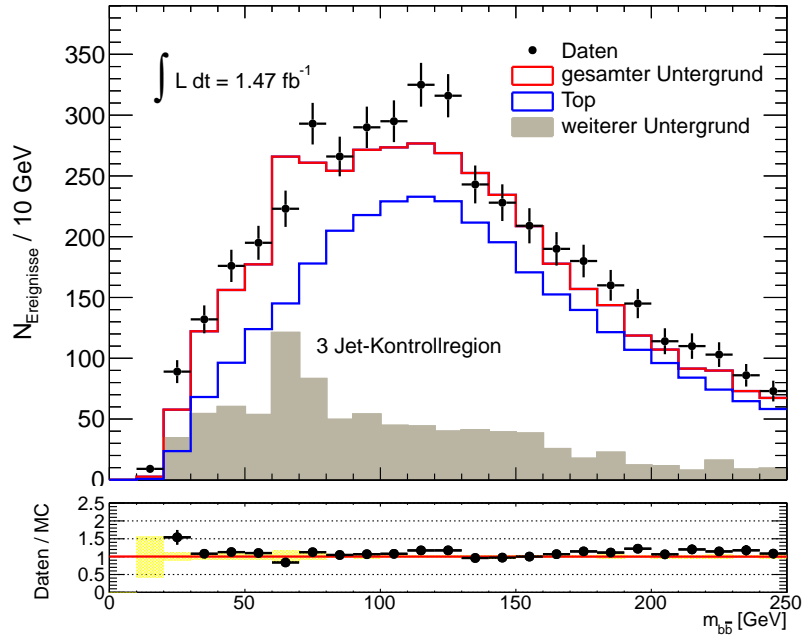 N_Ereignisse / 10 GeV
350
300
250
200
150
100
50
0
∫ L dt = 1.47 fb⁻¹
Daten
gesamter Untergrund
Top
weiterer Untergrund
3 Jet-Kontrollregion
Daten / MC
2.5
2
1.5
1
0.5
0
0 50 100 150 200 250
m_bb̅ [GeV]